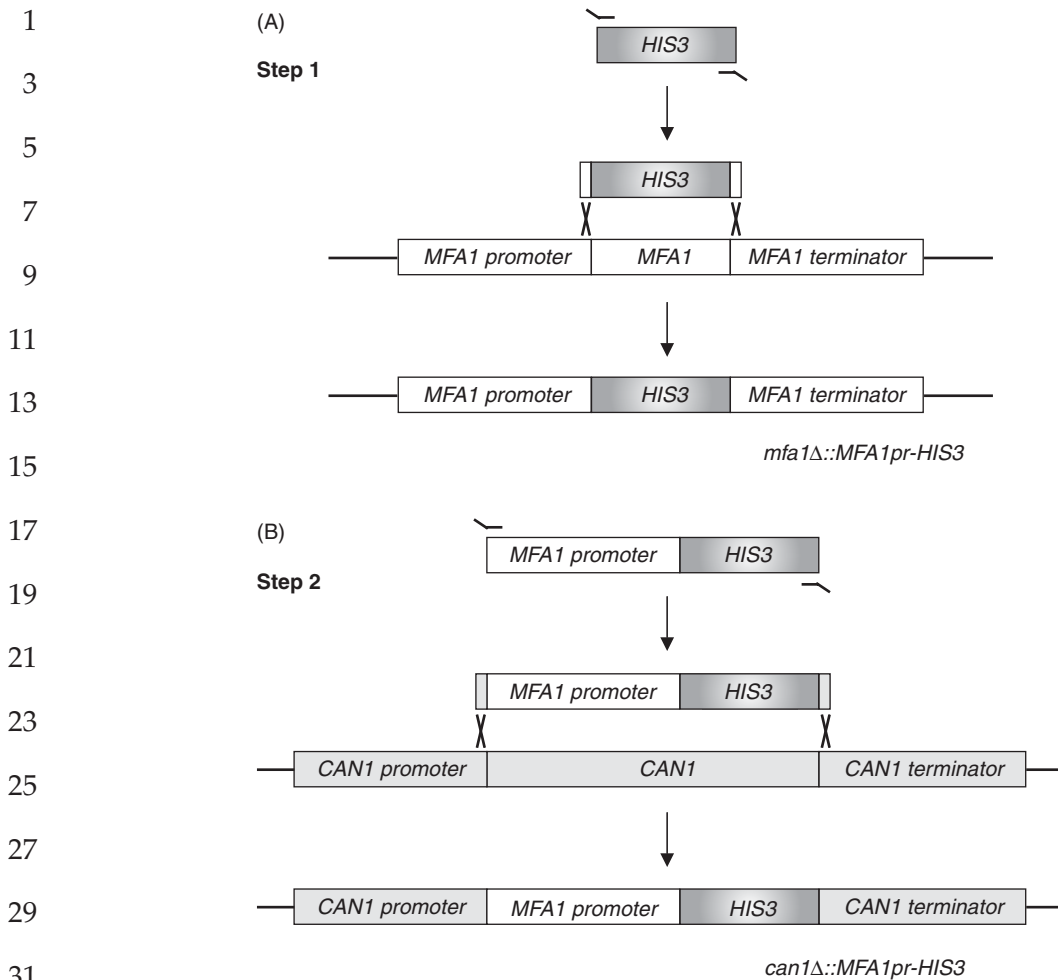 1
(A)
HIS3
Step 1
3
5
HIS3
7
MFA1 promoter MFA1 MFA1 terminator
9
11
MFA1 promoter HIS3 MFA1 terminator
13
mfa1Δ::MFA1pr-HIS3
15
17
(B)
MFA1 promoter HIS3
Step 2
19
21
MFA1 promoter HIS3
23
CAN1 promoter CAN1 CAN1 terminator
25
27
CAN1 promoter MFA1 promoter HIS3 CAN1 terminator
29
can1Δ::MFA1pr-HIS3
31